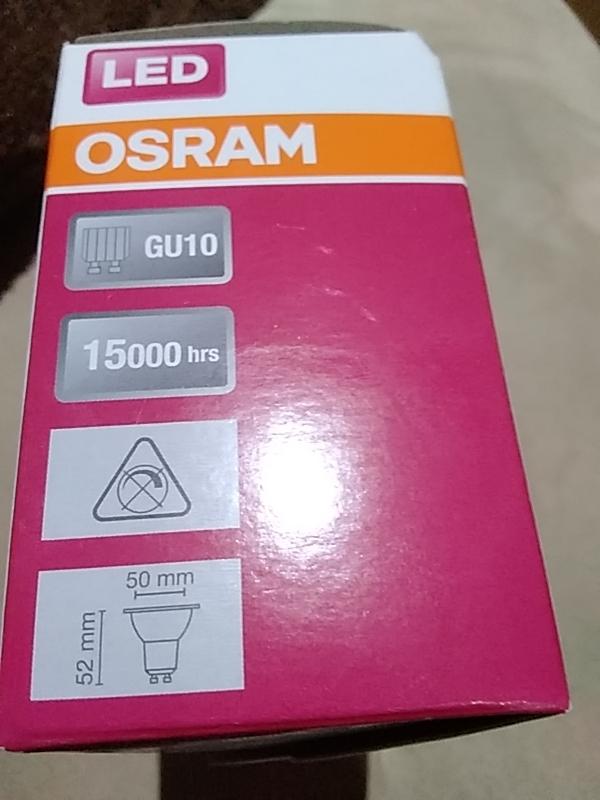 LED
OSRAM
GU10
15000 hrs
50 mm
52 mm